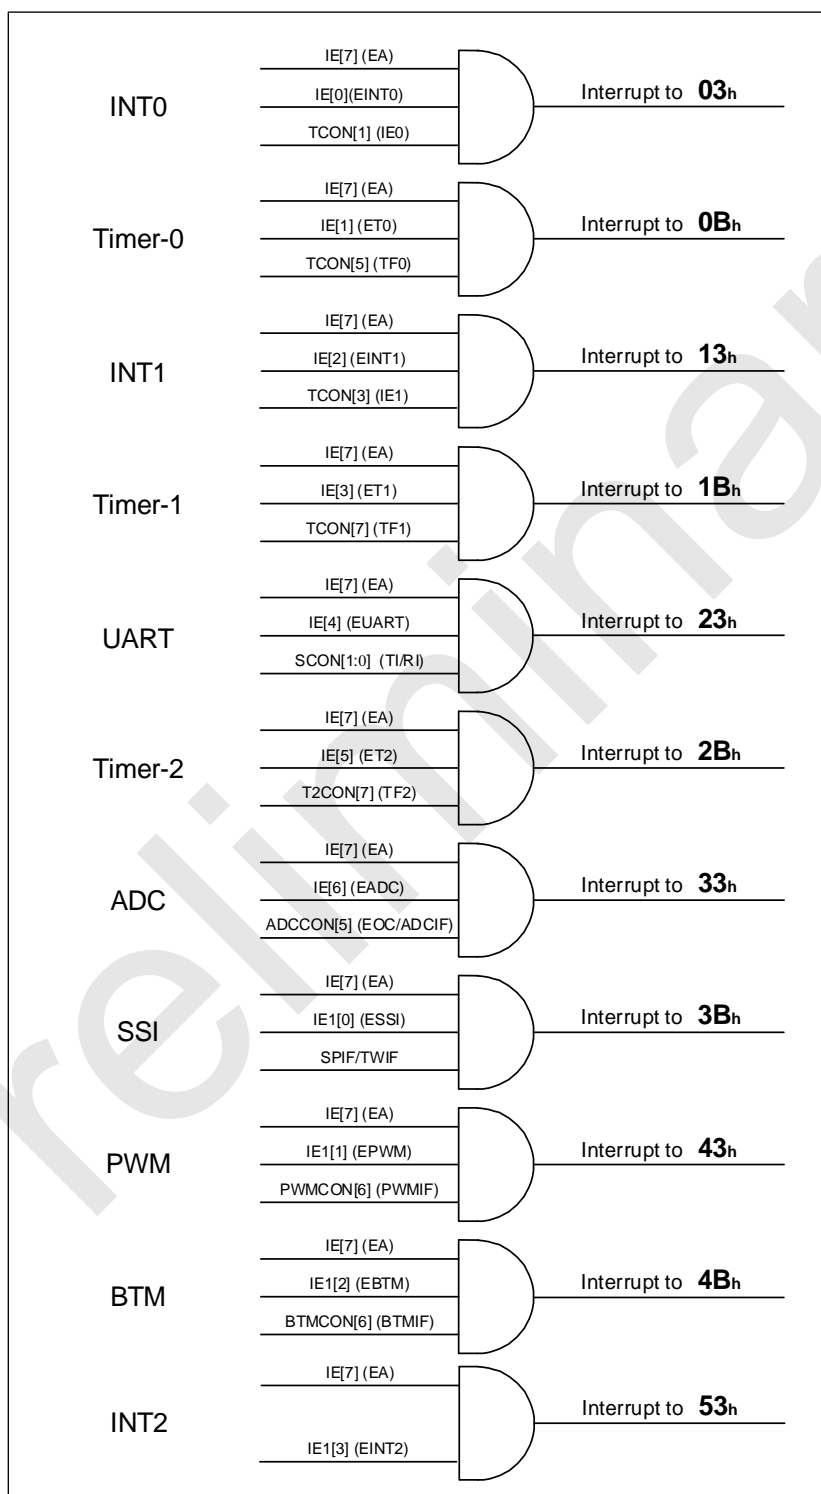 IE[7] (EA)
INT0
IE[0](EINT0)
Interrupt to 03h
TCON[1] (IE0)
IE[7] (EA)
Timer-0
IE[1] (ET0)
Interrupt to 0Bh
TCON[5] (TF0)
IE[7] (EA)
INT1
IE[2] (EINT1)
Interrupt to 13h
TCON[3] (IE1)
IE[7] (EA)
Timer-1
IE[3] (ET1)
Interrupt to 1Bh
TCON[7] (TF1)
IE[7] (EA)
UART
IE[4] (EUART)
Interrupt to 23h
SCON[1:0] (TI/RI)
IE[7] (EA)
Timer-2
IE[5] (ET2)
Interrupt to 2Bh
T2CON[7] (TF2)
IE[7] (EA)
ADC
IE[6] (EADC)
Interrupt to 33h
ADCCON[5] (EOC/ADCIF)
IE[7] (EA)
SSI
IE1[0] (ESSI)
Interrupt to 3Bh
SPIF/TWIF
IE[7] (EA)
PWM
IE1[1] (EPWM)
Interrupt to 43h
PWMCON[6] (PWMIF)
IE[7] (EA)
BTM
IE1[2] (EBTM)
Interrupt to 4Bh
BTMCON[6] (BTMIF)
IE[7] (EA)
INT2
Interrupt to 53h
IE1[3] (EINT2)
reliminar